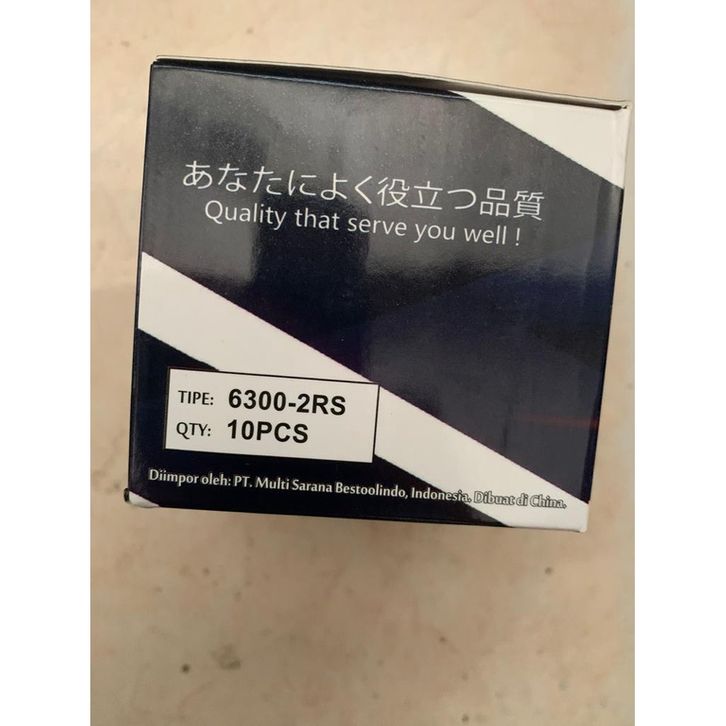 あなたによく役立つ品質
Quality that serve you well !
TIPE: 6300-2RS
QTY: 10PCS
Diimpor oleh: PT. Multi Sarana Bestoolindo, Indonesia. Dibuat di China.